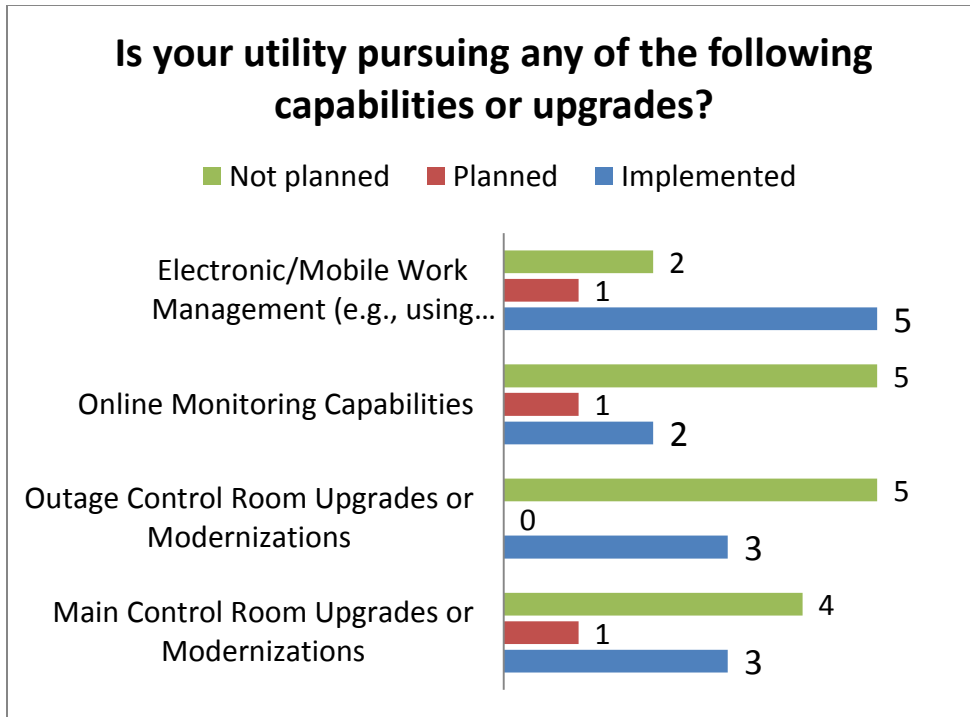 Is your utility pursuing any of the following
capabilities or upgrades?
Not planned Planned Implemented
Electronic/Mobile Work
Management (e.g., using…
2
1
5
Online Monitoring Capabilities
5
1
2
Outage Control Room Upgrades or
Modernizations
5
0
3
Main Control Room Upgrades or
Modernizations
4
1
3